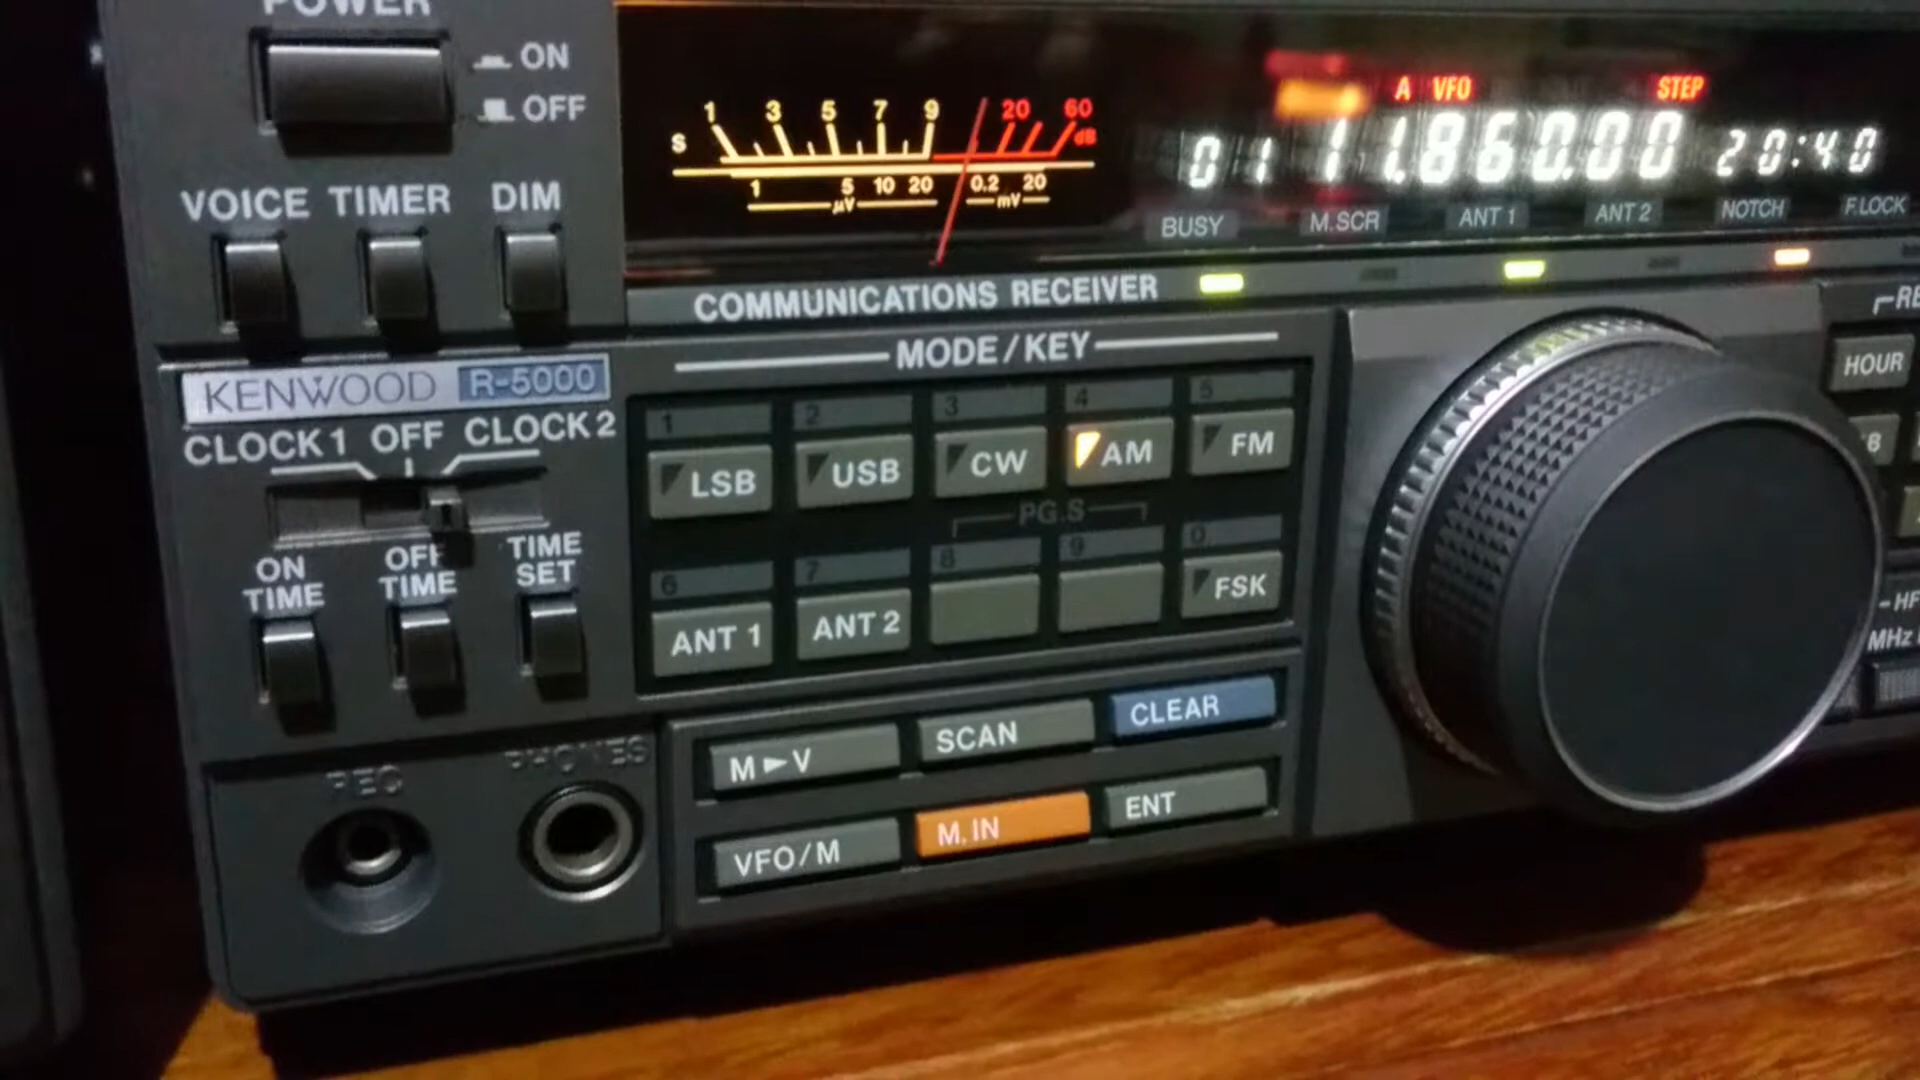 POWER
ON
OFF
VOICE TIMER DIM
1 3 5 7 9 20 60
S dB
1 5 10 20 0.2 20
µV mV
A VFO STEP
01 11.860.00 20:40
BUSY M.SCR ANT 1 ANT 2 NOTCH F.LOCK
COMMUNICATIONS RECEIVER
KENWOOD R-5000
CLOCK 1 OFF CLOCK 2
ON TIME
OFF TIME
TIME SET
MODE/KEY
1 2 3 4 5
LSB USB CW AM FM
PG.S
6 7 8 9 0
ANT 1 ANT 2 FSK
M►V SCAN CLEAR
VFO/M M.IN ENT
REC PHONES
HOUR
MHz